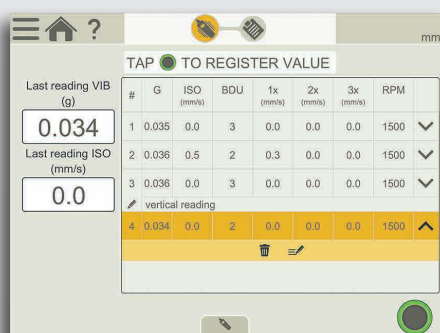 ?
mm
TAP TO REGISTER VALUE
Last reading VIB
(g)
0.034
Last reading ISO
(mm/s)
0.0
# G ISO (mm/s) BDU 1x (mm/s) 2x (mm/s) 3x (mm/s) RPM
1 0.035 0.0 3 0.0 0.0 0.0 1500
2 0.036 0.5 2 0.3 0.0 0.0 1500
3 0.036 0.0 3 0.0 0.0 0.0 1500
vertical reading
4 0.034 0.0 2 0.0 0.0 0.0 1500